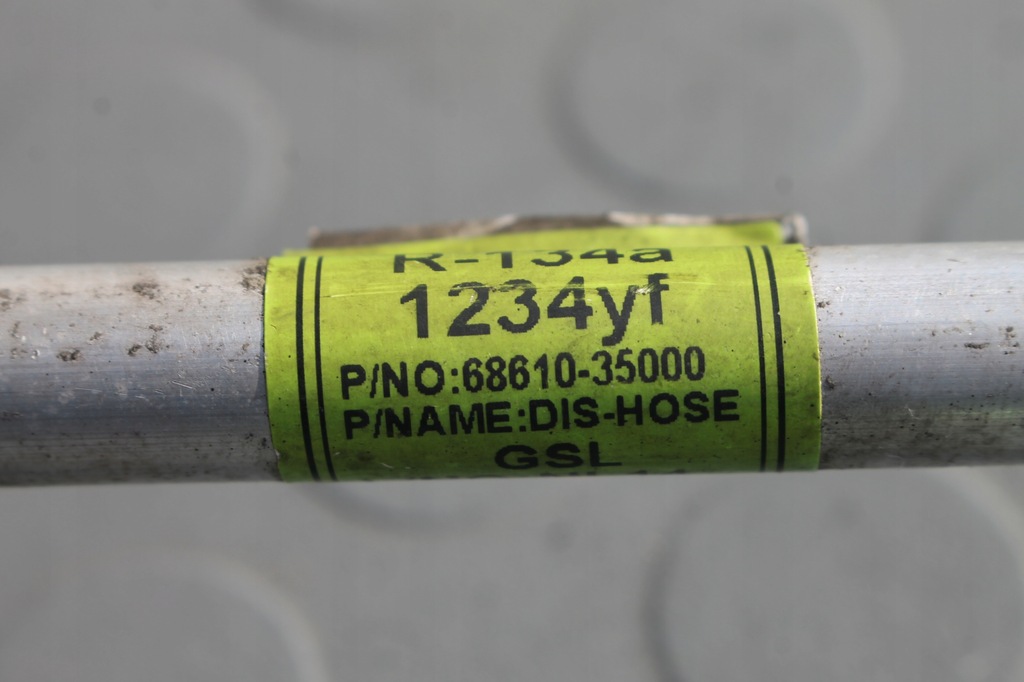 R-134a
1234yf
P/NO:68610-35000
P/NAME:DIS-HOSE
GSL